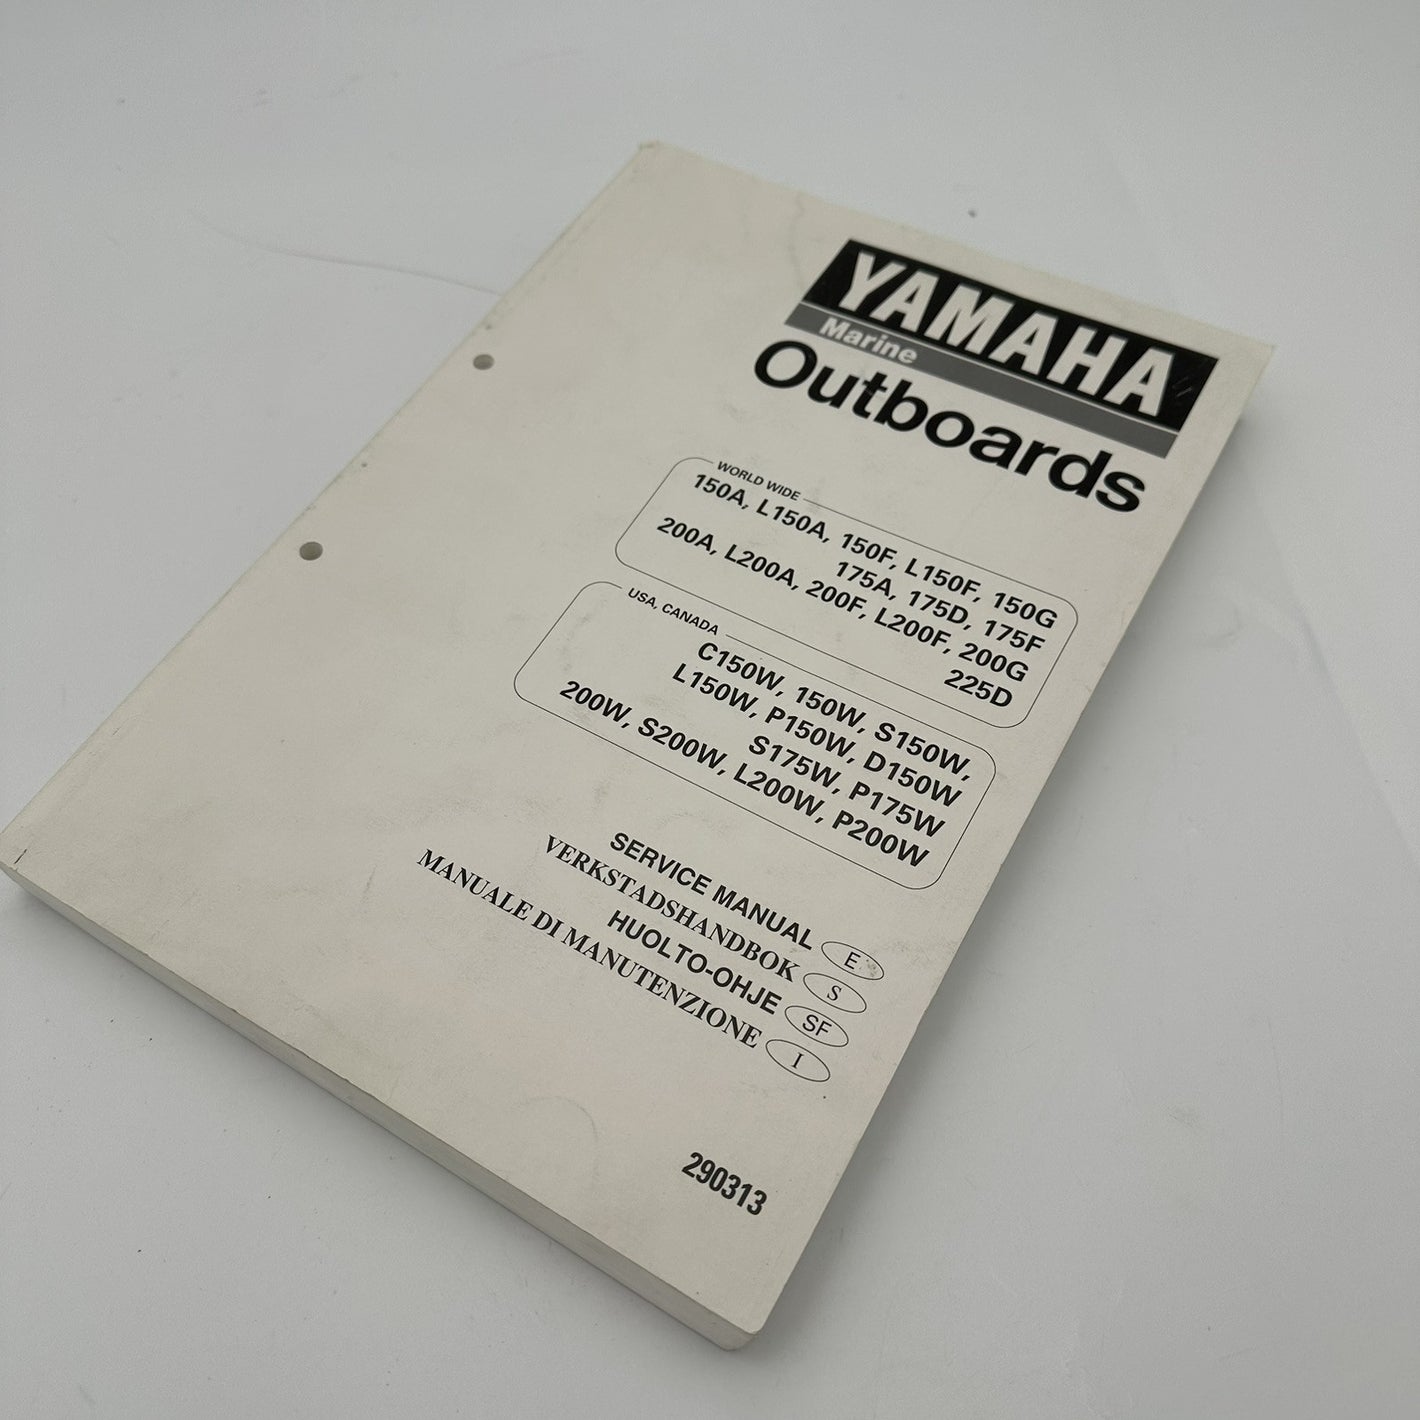 YAMAHA
Marine
Outboards
WORLD WIDE
150A, L150A, 150F, L150F, 150G
175A, 175D, 175F
200A, L200A, 200F, L200F, 200G
225D
USA, CANADA
C150W, 150W, S150W,
L150W, P150W, D150W
S175W, P175W
200W, S200W, L200W, P200W
SERVICE MANUAL E
VERKSTADSHANDBOK S
HUOLTO-OHJE SF
MANUALE DI MANUTENZIONE I
290313